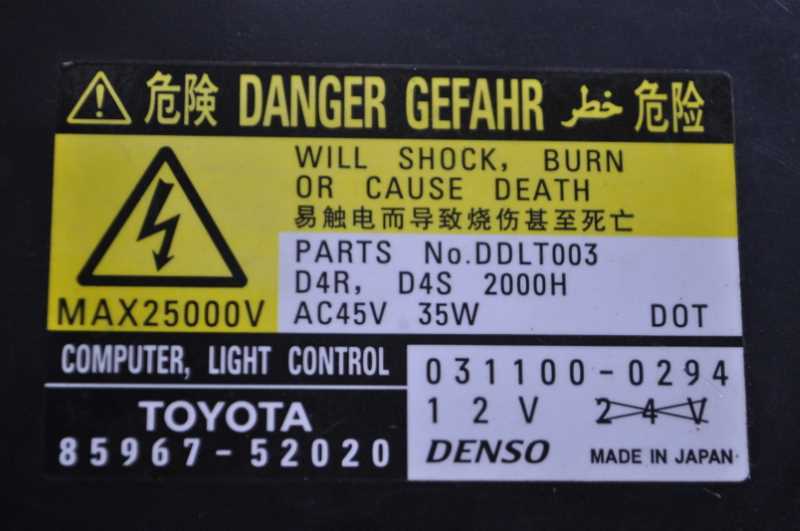 危険 DANGER GEFAHR خطر 危险
WILL SHOCK, BURN
OR CAUSE DEATH
易触电而导致烧伤甚至死亡
MAX25000V
PARTS No.DDLT003
D4R, D4S 2000H
AC45V 35W DOT
COMPUTER, LIGHT CONTROL
TOYOTA
85967-52020
031100-0294
12V 24V
DENSO MADE IN JAPAN